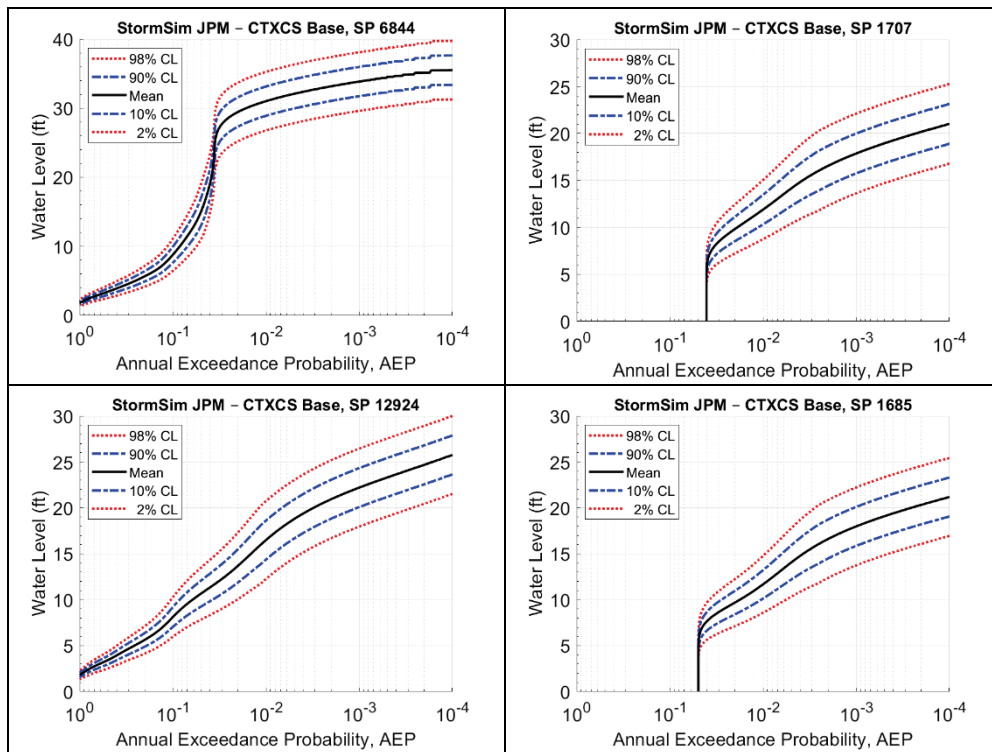 StormSim JPM – CTXCS Base, SP 6844
98% CL
90% CL
Mean
10% CL
2% CL
Water Level (ft)
40
30
20
10
0
10^0 10^-1 10^-2 10^-3 10^-4
Annual Exceedance Probability, AEP
StormSim JPM – CTXCS Base, SP 1707
98% CL
90% CL
Mean
10% CL
2% CL
Water Level (ft)
30
25
20
15
10
5
0
10^0 10^-1 10^-2 10^-3 10^-4
Annual Exceedance Probability, AEP
StormSim JPM – CTXCS Base, SP 12924
98% CL
90% CL
Mean
10% CL
2% CL
Water Level (ft)
30
25
20
15
10
5
0
10^0 10^-1 10^-2 10^-3 10^-4
Annual Exceedance Probability, AEP
StormSim JPM – CTXCS Base, SP 1685
98% CL
90% CL
Mean
10% CL
2% CL
Water Level (ft)
30
25
20
15
10
5
0
10^0 10^-1 10^-2 10^-3 10^-4
Annual Exceedance Probability, AEP